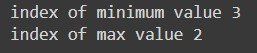 index of minimum value 3
index of max value 2